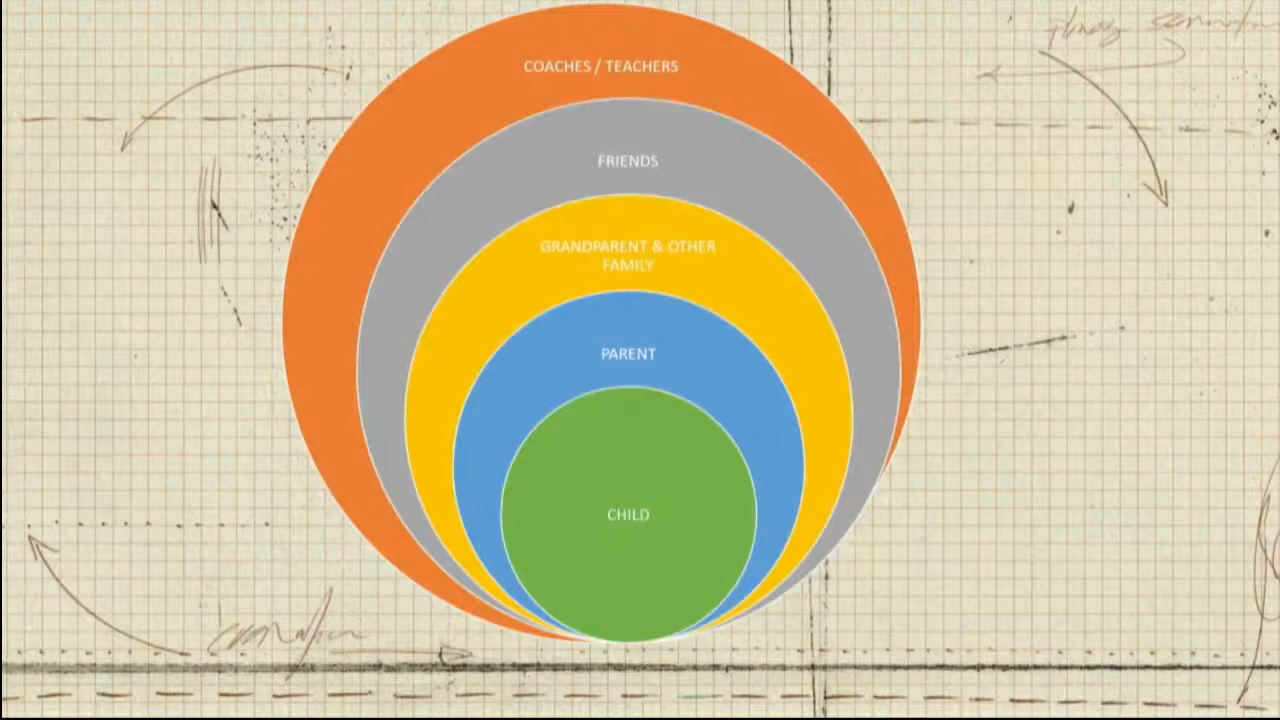 COACHES / TEACHERS
FRIENDS
GRANDPARENT & OTHER
FAMILY
PARENT
CHILD